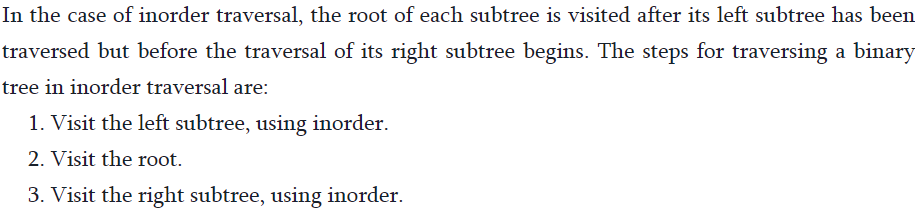 In the case of inorder traversal, the root of each subtree is visited after its left subtree has been
traversed but before the traversal of its right subtree begins. The steps for traversing a binary
tree in inorder traversal are:
1. Visit the left subtree, using inorder.
2. Visit the root.
3. Visit the right subtree, using inorder.